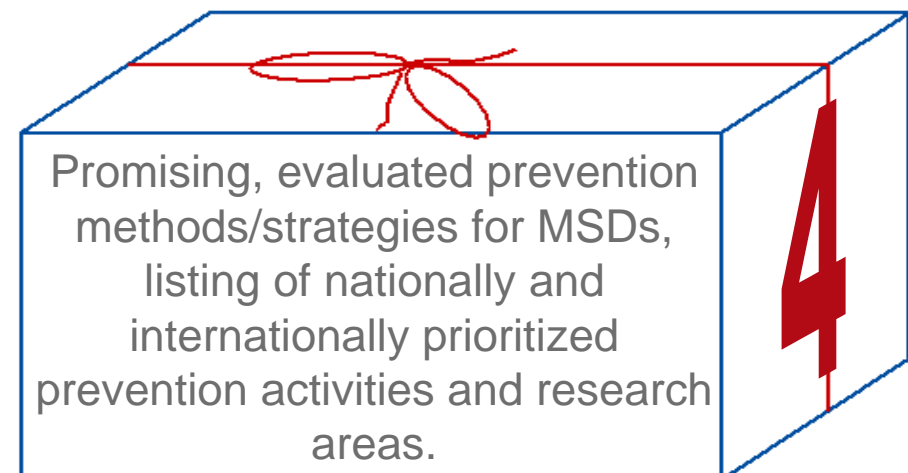 Promising, evaluated prevention
methods/strategies for MSDs,
listing of nationally and
internationally prioritized
prevention activities and research
areas.
4